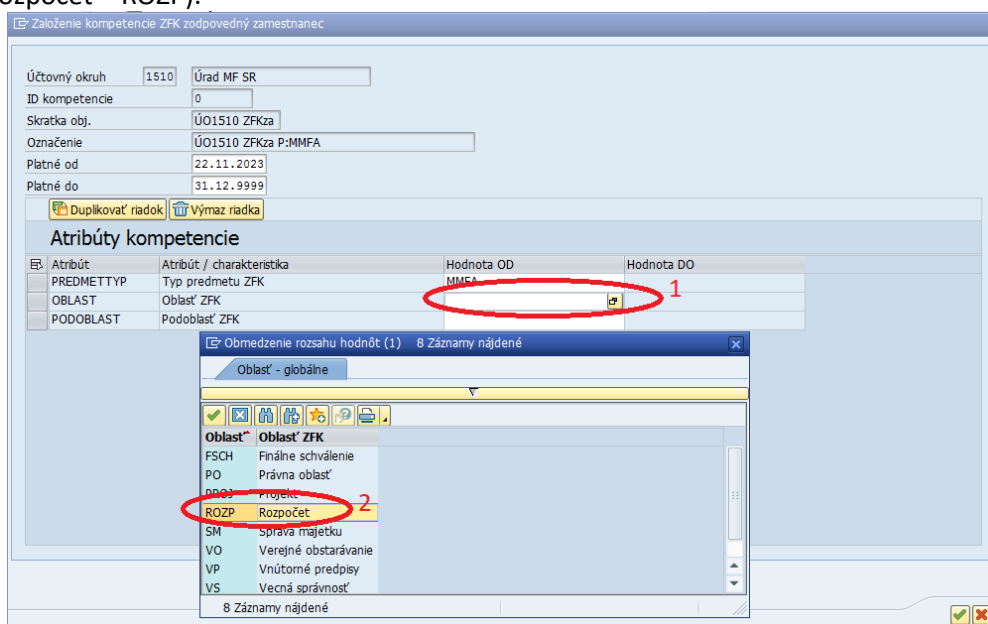 ozpočet – ROZP).
Založenie kompetencie ZFK zodpovedný zamestnanec
Účtovný okruh 1510 Úrad MF SR
ID kompetencie 0
Skratka obj. ÚO1510 ZFKza
Označenie ÚO1510 ZFKza P:MMFA
Platné od 22.11.2023
Platné do 31.12.9999
Duplikovať riadok Výmaz riadka
Atribúty kompetencie
Atribút Atribút / charakteristika Hodnota OD Hodnota DO
PREDMETTYP Typ predmetu ZFK MMFA
OBLAST Oblasť ZFK 1
PODOBLAST Podoblasť ZFK
Obmedzenie rozsahu hodnôt (1) 8 Záznamy nájdené
Oblasť - globálne
Oblasť Oblasť ZFK
FSCH Finálne schválenie
PO Právna oblasť
PROJ Projekt
ROZP Rozpočet 2
SM Správa majetku
VO Verejné obstarávanie
VP Vnútorné predpisy
VS Vecná správnosť
8 Záznamy nájdené